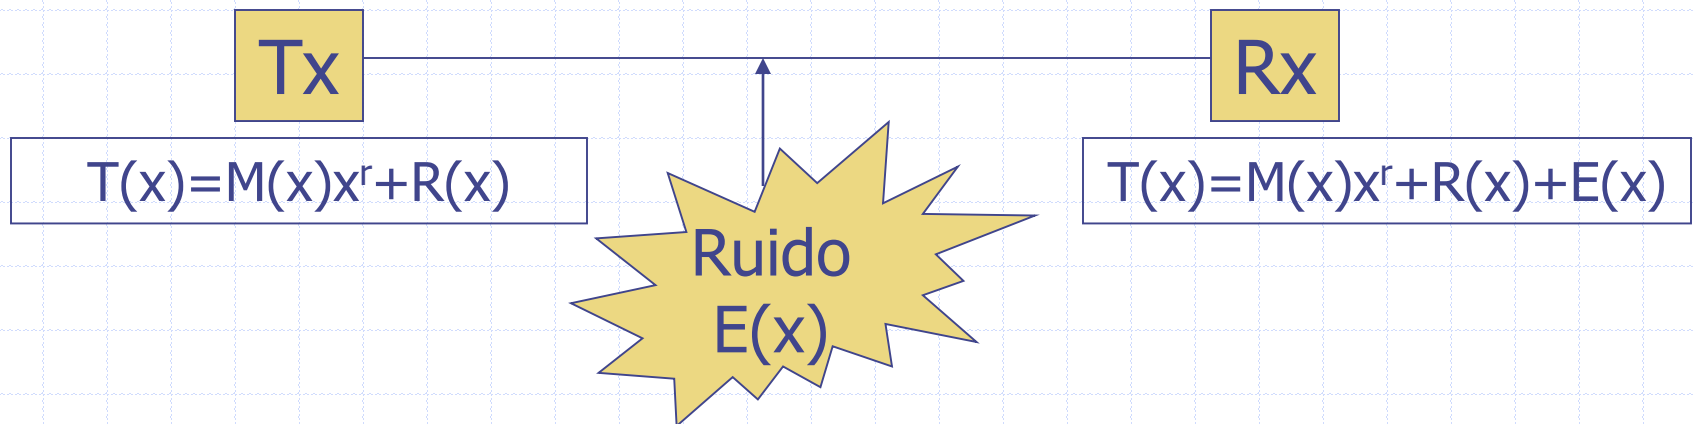 Tx
Rx
T(x)=M(x)xʳ+R(x)
T(x)=M(x)xʳ+R(x)+E(x)
Ruido
E(x)